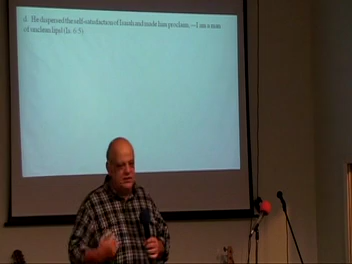 d. He dispersed the self-satisfaction of Isaiah and made him proclaim, —I am a man
of unclean lips! (Is. 6:5)